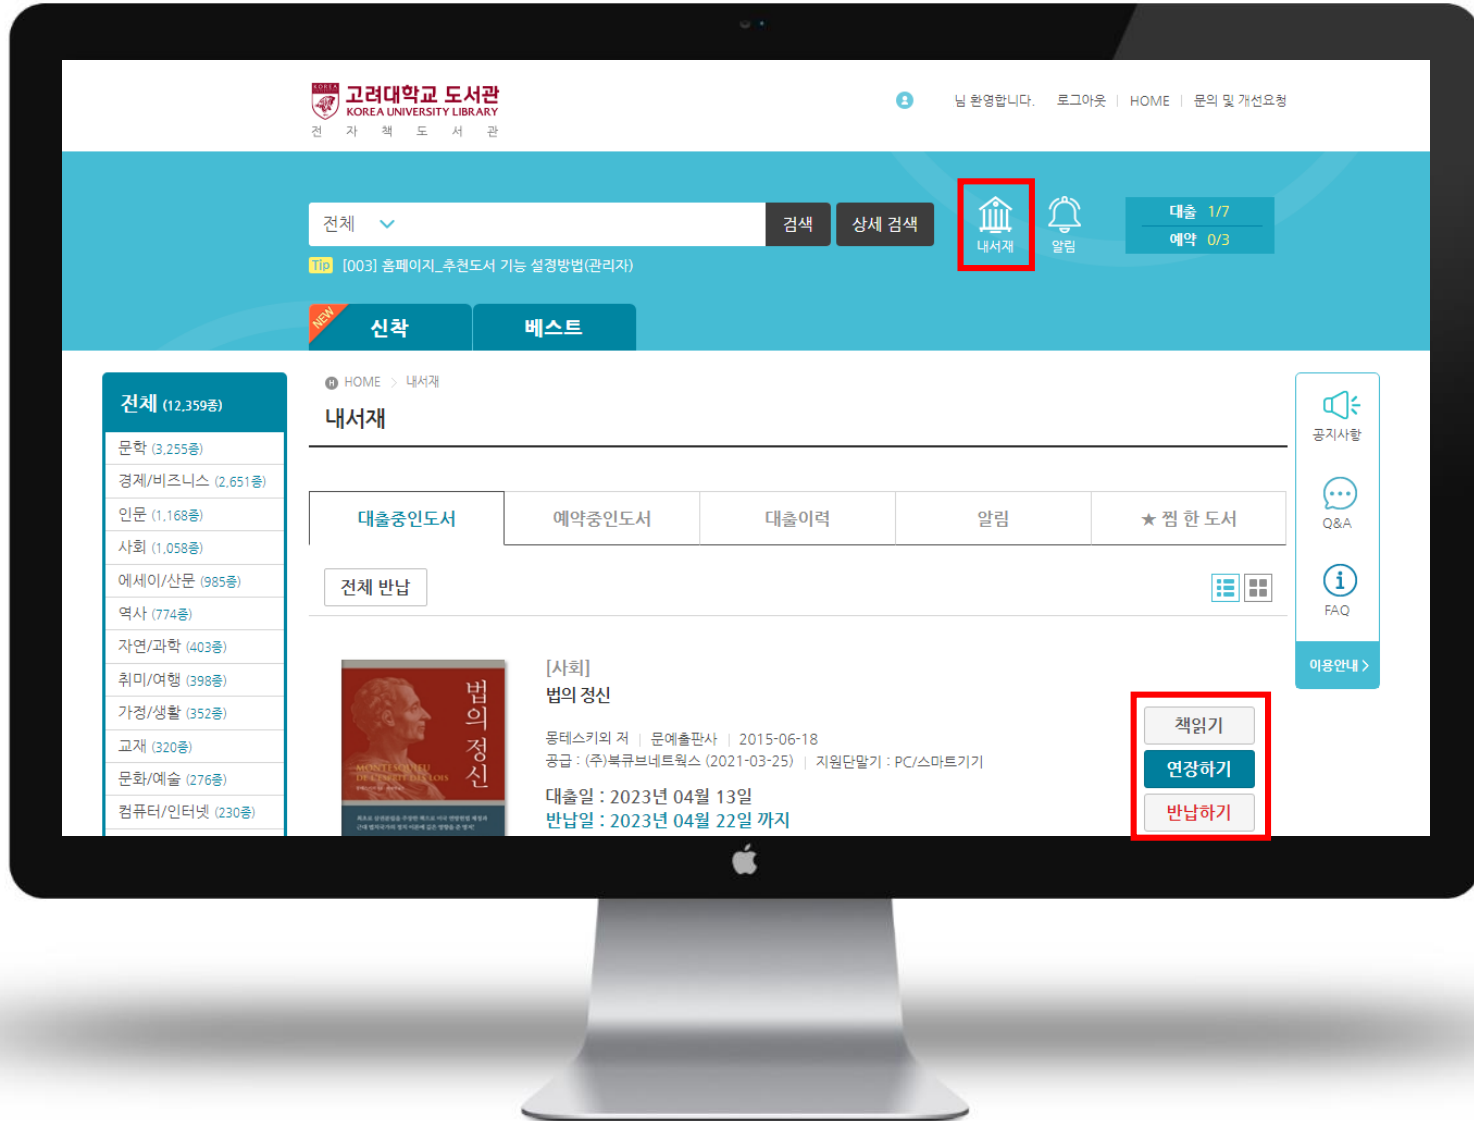 KOREA
고려대학교 도서관
KOREA UNIVERSITY LIBRARY
전 자 책 도 서 관
님 환영합니다. 로그아웃 | HOME | 문의 및 개선요청
전체
검색
상세 검색
내서재
알림
대출 1/7
예약 0/3
Tip [003] 홈페이지_추천도서 기능 설정방법(관리자)
NEW
신착
베스트
H HOME > 내서재
내서재
전체 (12,359종)
문학 (3,255종)
경제/비즈니스 (2,651종)
인문 (1,168종)
사회 (1,058종)
에세이/산문 (985종)
역사 (774종)
자연/과학 (403종)
취미/여행 (398종)
가정/생활 (352종)
교재 (320종)
문화/예술 (276종)
컴퓨터/인터넷 (230종)
대출중인도서
예약중인도서
대출이력
알림
★ 찜 한 도서
전체 반납
법의 정신
MONTESQUIEU
DE L'ESPRIT DES LOIS
[사회]
법의 정신
몽테스키외 저 | 문예출판사 | 2015-06-18
공급 : (주)북큐브네트웍스 (2021-03-25) | 지원단말기 : PC/스마트기기
대출일 : 2023년 04월 13일
반납일 : 2023년 04월 22일 까지
책읽기
연장하기
반납하기
공지사항
Q&A
FAQ
이용안내 >